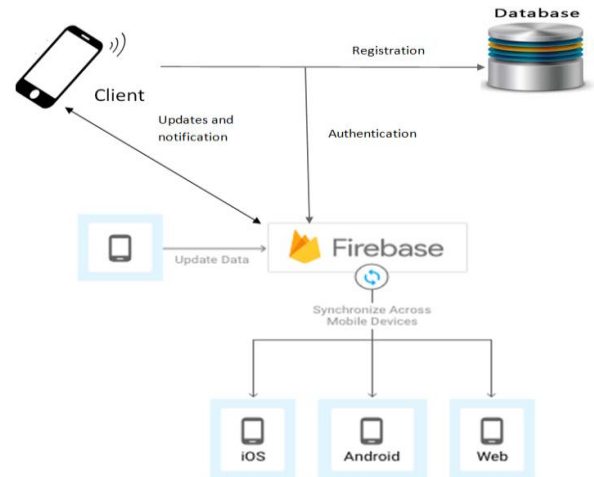 Database
Registration
Client
Updates and
notification
Authentication
Update Data
Firebase
Synchronize Across
Mobile Devices
iOS
Android
Web